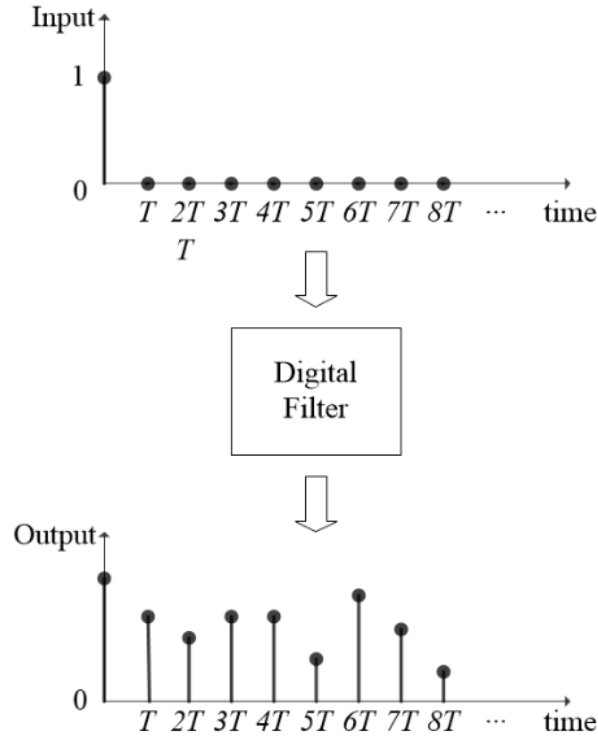 Input
1
0
T 2T 3T 4T 5T 6T 7T 8T ... time
T
Digital
Filter
Output
0
T 2T 3T 4T 5T 6T 7T 8T ... time